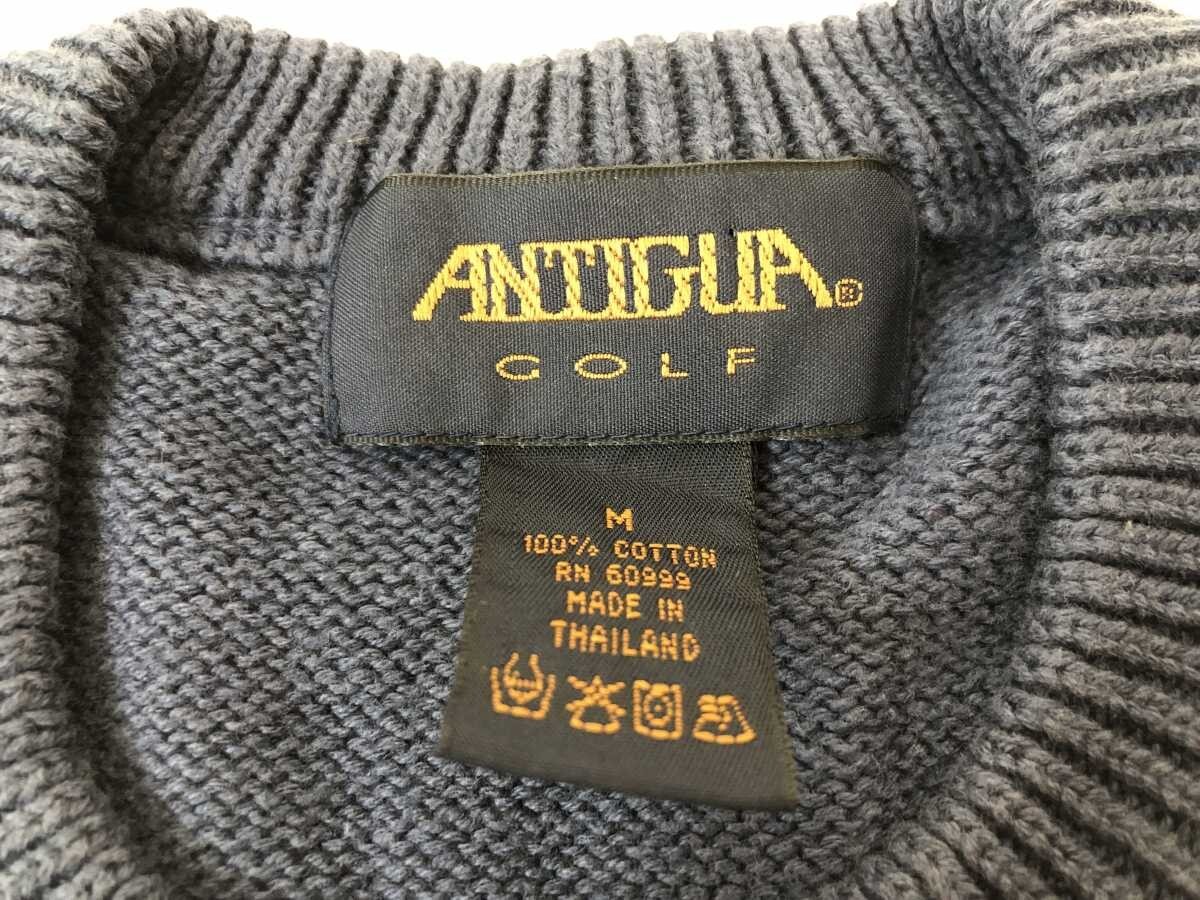 ANTIGUA®
GOLF
M
100% COTTON
RN 60999
MADE IN
THAILAND